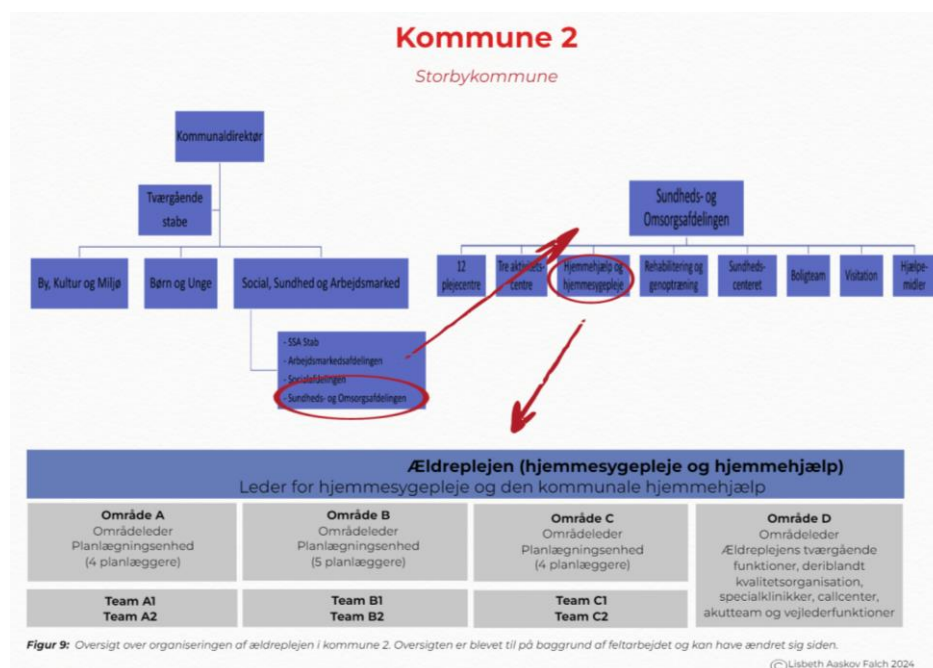 Kommune 2
Storbykommune
Kommunaldirektør
Tværgående
stabe
By, Kultur og Miljø
Børn og Unge
Social, Sundhed og Arbejdsmarked
- SSA Stab
- Arbejdsmarkedsafdelingen
- Socialafdelingen
- Sundheds- og Omsorgsafdelingen
Sundheds- og
Omsorgsafdelingen
12
plejecentre
Tre aktivitets-
centre
Hjemmehjælp og
hjemmesygepleje
Rehabilitering og
genoptræning
Sundheds-
centeret
Boligteam
Visitation
Hjælpe-
midler
Ældreplejen (hjemmesygepleje og hjemmehjælp)
Leder for hjemmesygepleje og den kommunale hjemmehjælp
Område A
Områdeleder
Planlægningsenhed
(4 planlæggere)
Område B
Områdeleder
Planlægningsenhed
(5 planlæggere)
Område C
Områdeleder
Planlægningsenhed
(4 planlæggere)
Område D
Områdeleder
Ældreplejens tværgående
funktioner, deriblandt
kvalitetsorganisation,
specialklinikker, callcenter,
akutteam og vejlederfunktioner
Team A1
Team A2
Team B1
Team B2
Team C1
Team C2
Figur 9: Oversigt over organiseringen af ældreplejen i kommune 2. Oversigten er blevet til på baggrund af feltarbejdet og kan have ændret sig siden.
©Lisbeth Aaskov Falch 2024